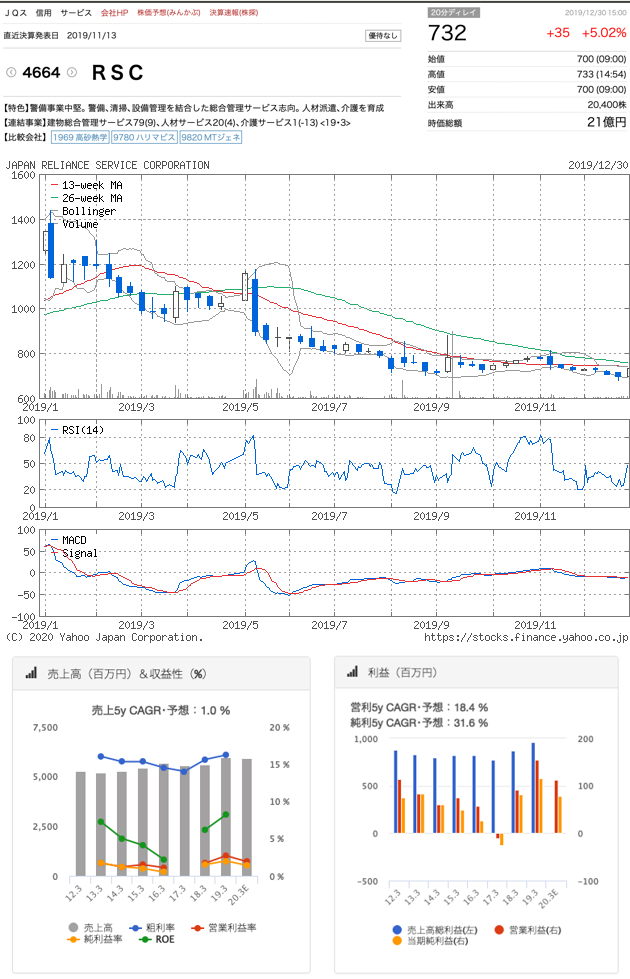 ＪＱス 信用 サービス 会社HP 株価予想(みんかぶ) 決算速報(株探)
直近決算発表日 2019/11/13 優待なし
4664 ＲＳＣ
【特色】警備事業中堅。警備、清掃、設備管理を結合した総合管理サービス志向。人材派遣、介護を育成
【連結事業】建物総合管理サービス79(9)、人材サービス20(4)、介護サービス1(-13) <19・3>
【比較会社】 1969 高砂熱学 9780 ハリマビス 9820 MTジェネ
20分ディレイ 2019/12/30 15:00
732 +35 +5.02%
始値 700 (09:00)
高値 733 (14:54)
安値 700 (09:00)
出来高 20,400株
時価総額 21億円
JAPAN RELIANCE SERVICE CORPORATION 2019/12/30
13-week MA
26-week MA
Bollinger
Volume
1600
1400
1200
1000
800
600
2019/1 2019/3 2019/5 2019/7 2019/9 2019/11
RSI(14)
100
80
50
20
0
2019/1 2019/3 2019/5 2019/7 2019/9 2019/11
MACD
Signal
100
50
0
−50
−100
2019/1 2019/3 2019/5 2019/7 2019/9 2019/11
(C) 2020 Yahoo Japan Corporation. https://stocks.finance.yahoo.co.jp
売上高（百万円）＆収益性（%）
売上5y CAGR・予想：1.0 %
7,500 20 %
15 %
5,000
10 %
2,500
5 %
0 0 %
12.3 13.3 14.3 15.3 16.3 17.3 18.3 19.3 20.3E
売上高 粗利率 営業利益率
純利益率 ROE
利益（百万円）
営利5y CAGR・予想：18.4 %
純利5y CAGR・予想：31.6 %
1,000 200
500 100
0 0
−500 −100
12.3 13.3 14.3 15.3 16.3 17.3 18.3 19.3 20.3E
売上高総利益(左) 営業利益(右)
当期純利益(右)